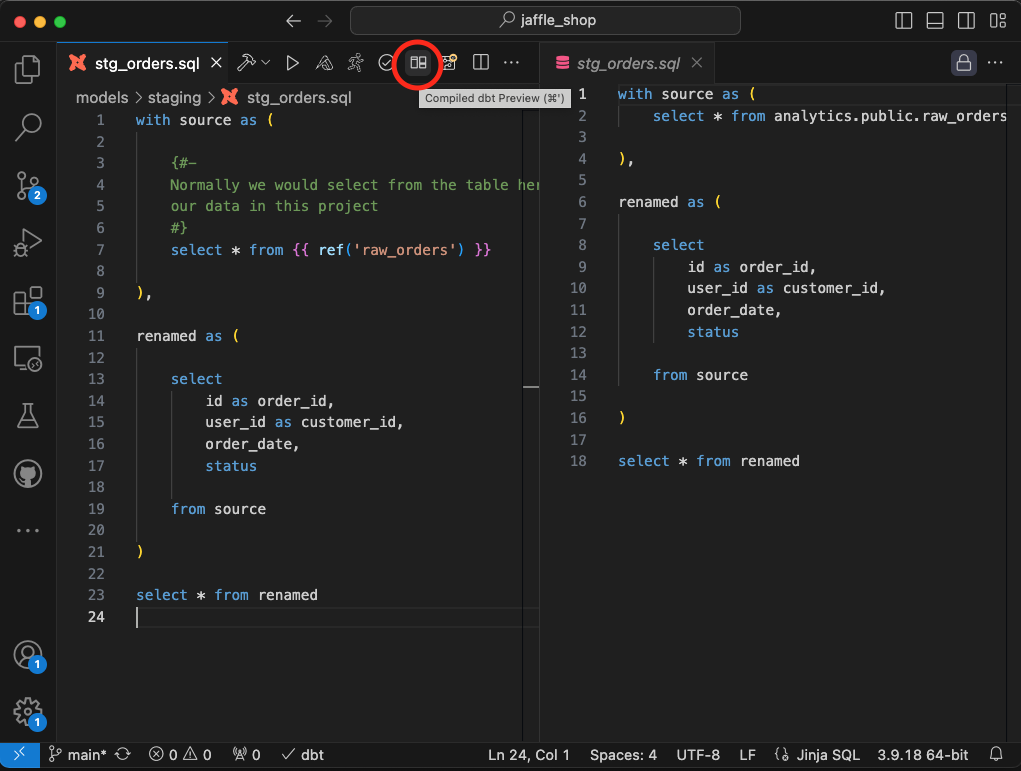 jaffle_shop
stg_orders.sql
stg_orders.sql
models > staging > stg_orders.sql
Compiled dbt Preview (⌘')
1 with source as (
2
3 {#-
4 Normally we would select from the table her
5 our data in this project
6 #}
7 select * from {{ ref('raw_orders') }}
8
9 ),
10
11 renamed as (
12
13 select
14 id as order_id,
15 user_id as customer_id,
16 order_date,
17 status
18
19 from source
20
21 )
22
23 select * from renamed
24
1 with source as (
2 select * from analytics.public.raw_orders
3
4 ),
5
6 renamed as (
7
8 select
9 id as order_id,
10 user_id as customer_id,
11 order_date,
12 status
13
14 from source
15
16 )
17
18 select * from renamed
2
1
1
1
main* 0 0 0 dbt Ln 24, Col 1 Spaces: 4 UTF-8 LF Jinja SQL 3.9.18 64-bit